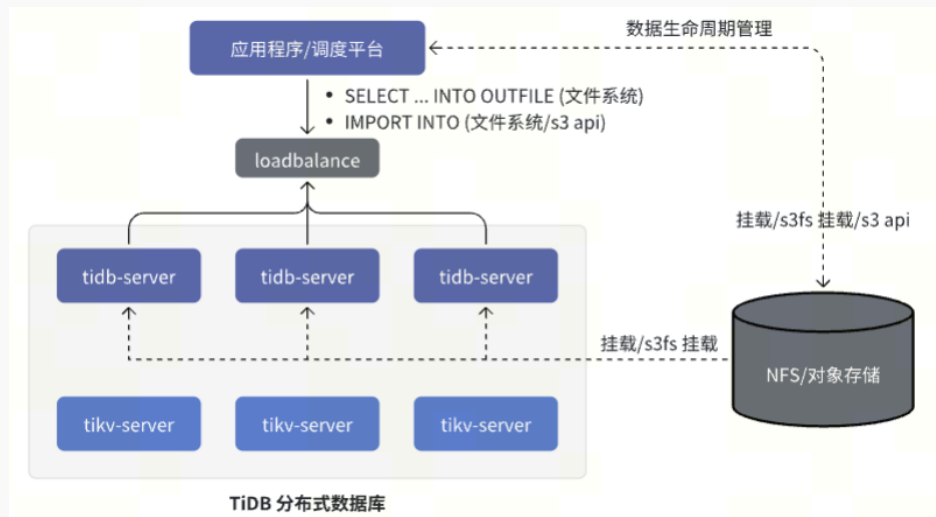 数据生命周期管理
应用程序/调度平台
• SELECT ... INTO OUTFILE (文件系统)
• IMPORT INTO (文件系统/s3 api)
loadbalance
挂载/s3fs 挂载/s3 api
tidb-server tidb-server tidb-server
挂载/s3fs 挂载
NFS/对象存储
tikv-server tikv-server tikv-server
TiDB 分布式数据库